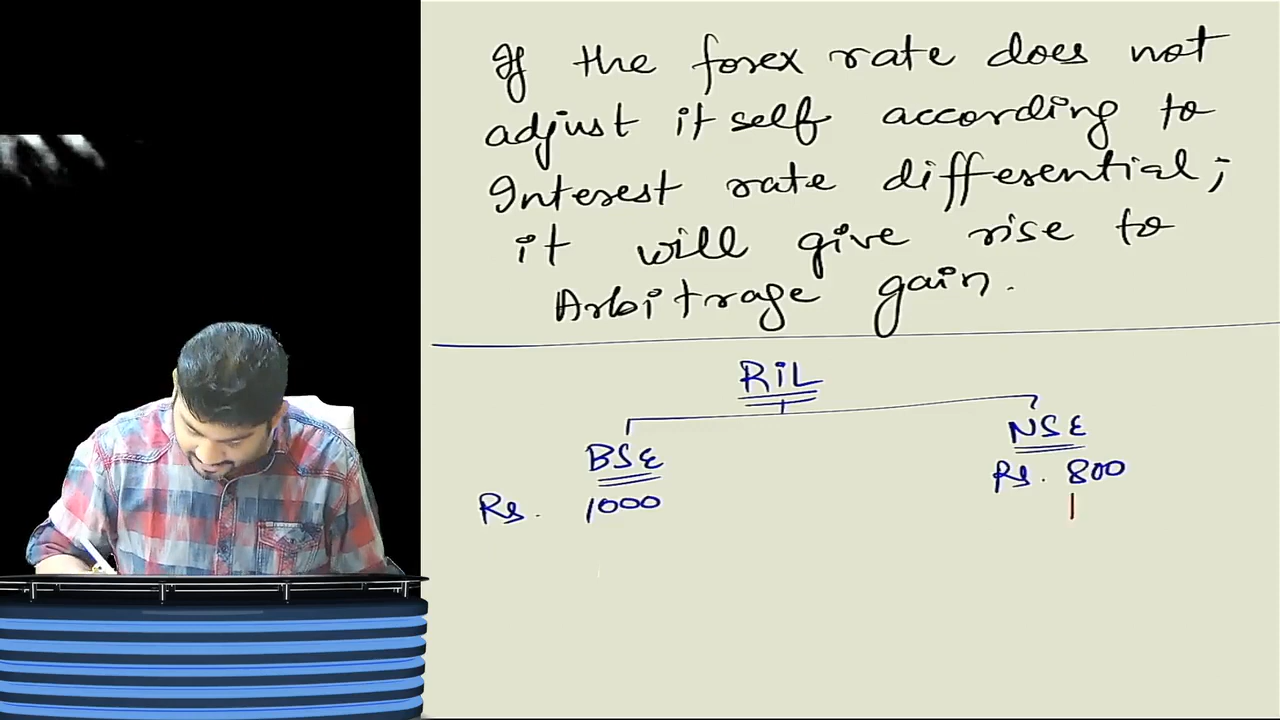 If the forex rate does not
adjust itself according to
Interest rate differential;
it will give rise to
Arbitrage gain.
RiL
BSE
NSE
Rs. 1000
Rs. 800